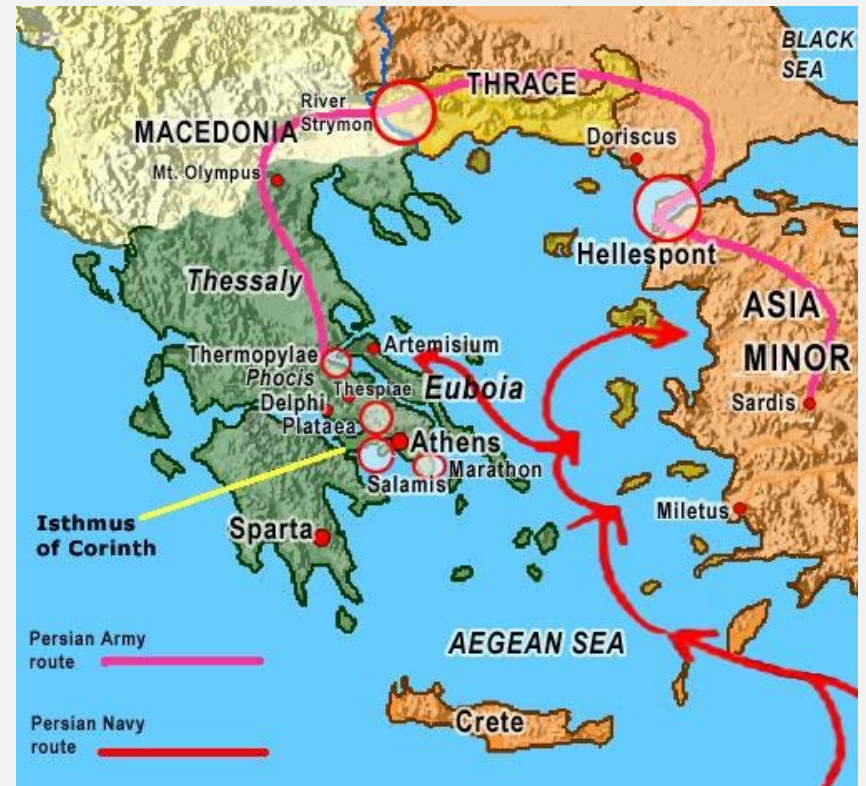 BLACK
SEA
THRACE
River
Strymon
MACEDONIA
Doriscus
Mt. Olympus
Hellespont
Thessaly
ASIA
MINOR
Artemisium
Thermopylae
Phocis
Thespiae
Euboia
Delphi
Sardis
Plataea
Athens
Marathon
Salamis
Miletus
Isthmus
of Corinth
Sparta
Persian Army
route
AEGEAN SEA
Crete
Persian Navy
route